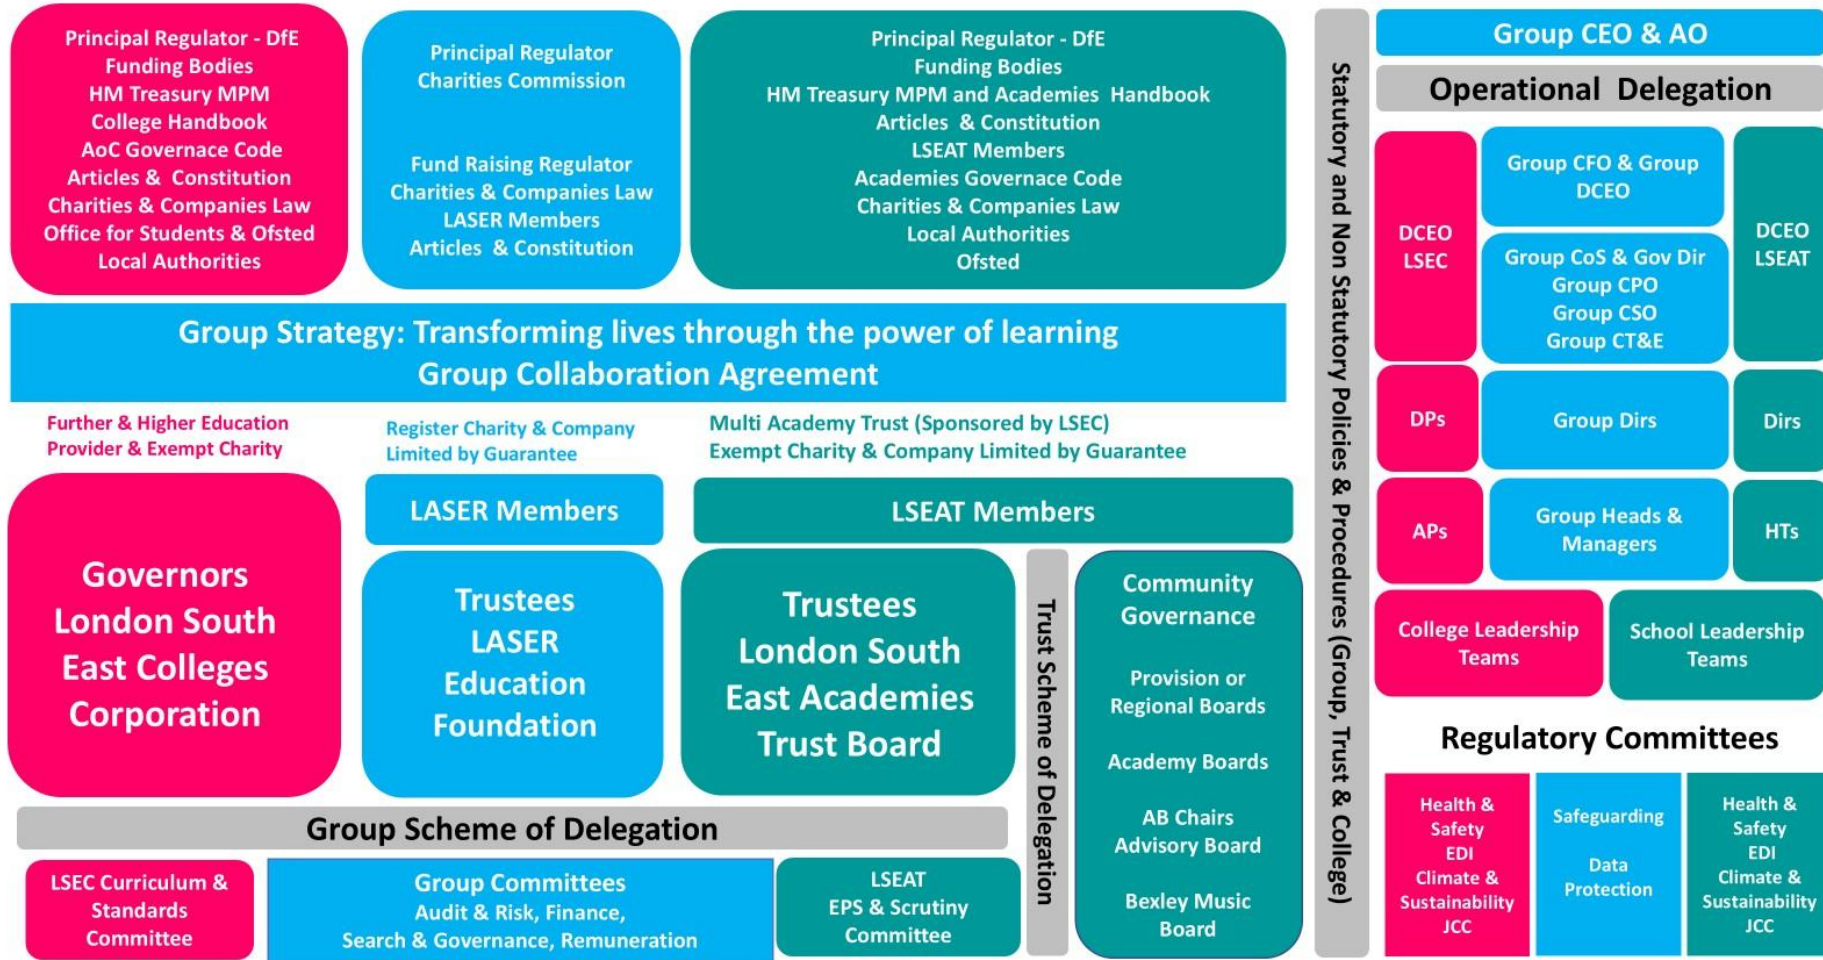 Principal Regulator - DfE
Funding Bodies
HM Treasury MPM
College Handbook
AoC Governace Code
Articles &  Constitution
Charities & Companies Law
Office for Students & Ofsted
Local Authorities
Principal Regulator
Charities Commission
Fund Raising Regulator
Charities & Companies Law
LASER Members
Articles  & Constitution
Principal Regulator - DfE
Funding Bodies
HM Treasury MPM and Academies  Handbook
Articles  & Constitution
LSEAT Members
Academies Governace Code
Charities & Companies Law
Local Authorities
Ofsted
Group Strategy: Transforming lives through the power of learning
Group Collaboration Agreement
Further & Higher Education
Provider & Exempt Charity
Register Charity & Company
Limited by Guarantee
Multi Academy Trust (Sponsored by LSEC)
Exempt Charity & Company Limited by Guarantee
LASER Members
LSEAT Members
Governors
London South
East Colleges
Corporation
Trustees
LASER
Education
Foundation
Trustees
London South
East Academies
Trust Board
Trust Scheme of Delegation
Community
Governance
Provision or
Regional Boards
Academy Boards
AB Chairs
Advisory Board
Bexley Music
Board
Group Scheme of Delegation
LSEC Curriculum &
Standards
Committee
Group Committees
Audit & Risk, Finance,
Search & Governance, Remuneration
LSEAT
EPS & Scrutiny
Committee
Statutory and Non Statutory Policies & Procedures (Group, Trust & College)
Group CEO & AO
Operational  Delegation
DCEO
LSEC
Group CFO & Group
DCEO
Group CoS & Gov Dir
Group CPO
Group CSO
Group CT&E
DCEO
LSEAT
DPs
Group Dirs
Dirs
APs
Group Heads &
Managers
HTs
College Leadership
Teams
School Leadership
Teams
Regulatory Committees
Health &
Safety
EDI
Climate &
Sustainability
JCC
Safeguarding
Data
Protection
Health &
Safety
EDI
Climate &
Sustainability
JCC